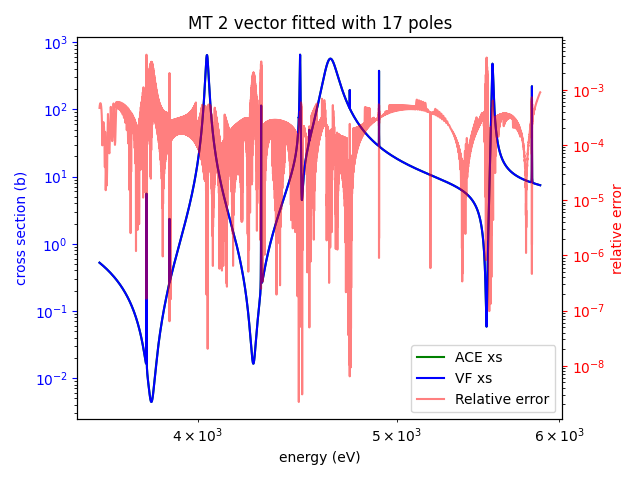 MT 2 vector fitted with 17 poles
cross section (b)
10³
10²
10¹
10⁰
10⁻¹
10⁻²
10⁻³
10⁻⁴
10⁻⁵
10⁻⁶
10⁻⁷
10⁻⁸
relative error
ACE xs
VF xs
Relative error
4 × 10³
5 × 10³
6 × 10³
energy (eV)